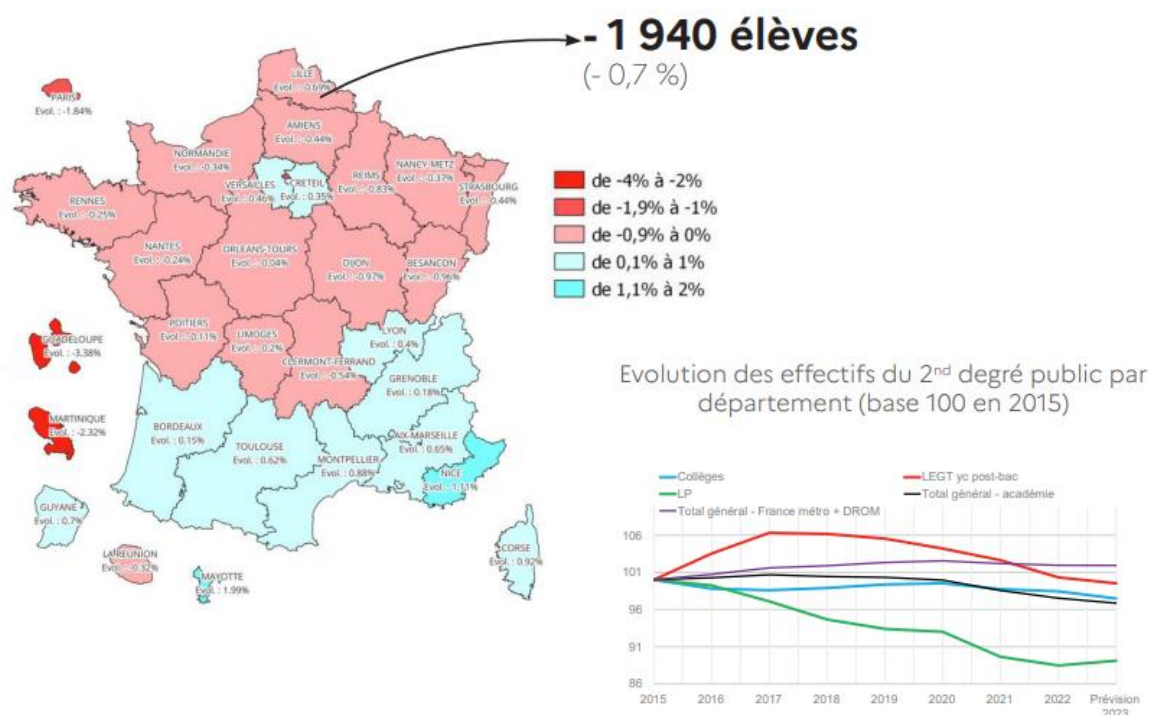 - 1 940 élèves
(- 0,7 %)
LILLE
Evol. : -0.69%
PARIS
Evol. : -1.84%
AMIENS
Evol. : -0.44%
NORMANDIE
Evol. : -0.34%
REIMS
Evol. : -0.83%
NANCY-METZ
Evol. : -0.37%
STRASBOURG
Evol. : -0.44%
VERSAILLES
Evol. : 0.46%
CRETEIL
Evol. : 0.35%
RENNES
Evol. : -0.25%
NANTES
Evol. : -0.24%
ORLEANS-TOURS
Evol. : -0.04%
DIJON
Evol. : -0.97%
BESANCON
Evol. : -0.96%
POITIERS
Evol. : -0.11%
LIMOGES
Evol. : -0.2%
CLERMONT-FERRAND
Evol. : -0.54%
LYON
Evol. : 0.4%
GRENOBLE
Evol. : 0.18%
GUADELOUPE
Evol. : -3.38%
MARTINIQUE
Evol. : -2.32%
BORDEAUX
Evol. : 0.15%
TOULOUSE
Evol. : 0.62%
MONTPELLIER
Evol. : 0.88%
AIX-MARSEILLE
Evol. : 0.65%
NICE
Evol. : 1.11%
GUYANE
Evol. : 0.7%
LA REUNION
Evol. : -0.32%
MAYOTTE
Evol. : 1.99%
CORSE
Evol. : 0.92%
de -4% à -2%
de -1,9% à -1%
de -0,9% à 0%
de 0,1% à 1%
de 1,1% à 2%
Evolution des effectifs du 2nd degré public par
département (base 100 en 2015)
Collèges
LEGT yc post-bac
LP
Total général - académie
Total général - France métro + DROM
106
101
96
91
86
2015 2016 2017 2018 2019 2020 2021 2022 Prévision
2023